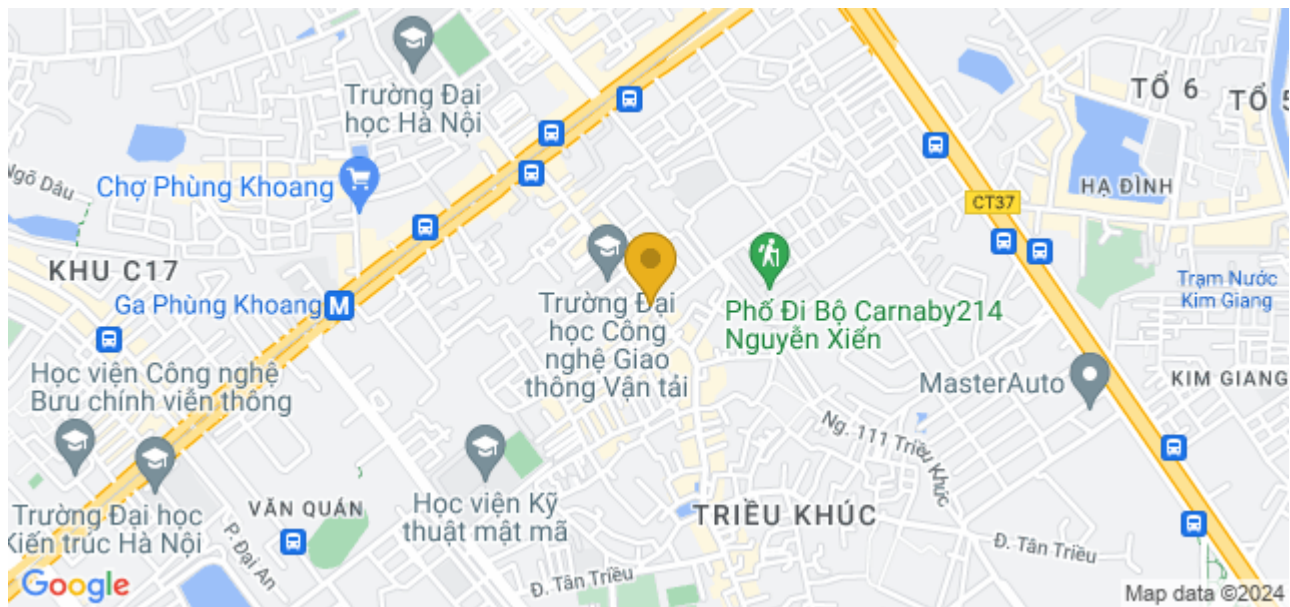 Trường Đại
học Hà Nội
TỔ 6
TỔ 5
Ngõ Dâu
Chợ Phùng Khoang
HẠ ĐÌNH
CT37
KHU C17
Ga Phùng Khoang
M
Trường Đại
học Công
nghệ Giao
thông Vận tải
Phố Đi Bộ Carnaby214
Nguyễn Xiển
Trạm Nước
Kim Giang
Học viện Công nghệ
Bưu chính viễn thông
MasterAuto
KIM GIANG
Ng. 111 Triều Khúc
VĂN QUÁN
Học viện Kỹ
thuật mật mã
TRIỀU KHÚC
Trường Đại học
Kiến trúc Hà Nội
P. Đại An
Đ. Tân Triều
Đ. Tân Triều
Google
Map data ©2024